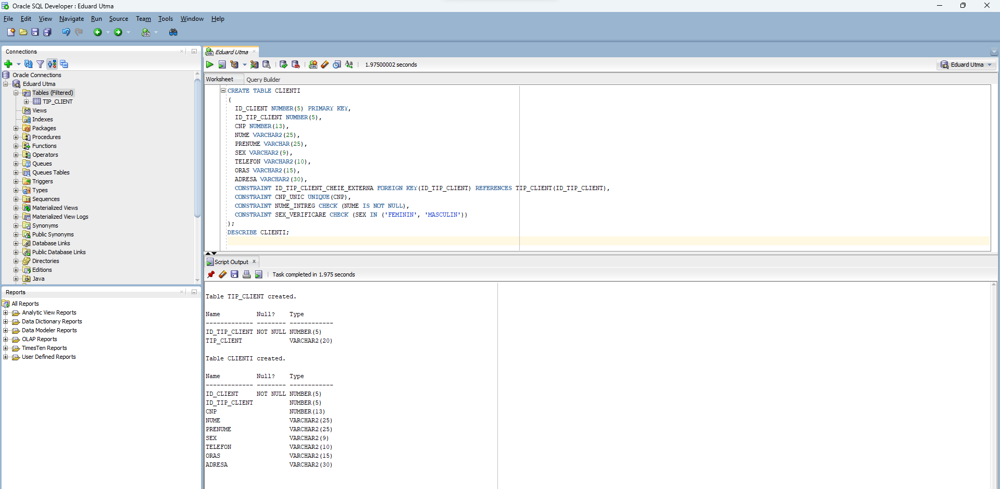 Oracle SQL Developer : Eduard Utma
File Edit View Navigate Run Source Team Tools Window Help
Connections
Oracle Connections
Eduard Utma
Tables (Filtered)
TIP_CLIENT
Views
Indexes
Packages
Procedures
Functions
Operators
Queues
Queues Tables
Triggers
Types
Sequences
Materialized Views
Materialized View Logs
Synonyms
Public Synonyms
Database Links
Public Database Links
Directories
Editions
Java
Reports
All Reports
Analytic View Reports
Data Dictionary Reports
Data Modeler Reports
OLAP Reports
TimesTen Reports
User Defined Reports
Eduard Utma
1.97500002 seconds
Eduard Utma
Worksheet Query Builder
CREATE TABLE CLIENTI
(
ID_CLIENT NUMBER(5) PRIMARY KEY,
ID_TIP_CLIENT NUMBER(5),
CNP NUMBER(13),
NUME VARCHAR2(25),
PRENUME VARCHAR(25),
SEX VARCHAR2(9),
TELEFON VARCHAR2(10),
ORAS VARCHAR2(15),
ADRESA VARCHAR2(30),
CONSTRAINT ID_TIP_CLIENT_CHEIE_EXTERNA FOREIGN KEY(ID_TIP_CLIENT) REFERENCES TIP_CLIENT(ID_TIP_CLIENT),
CONSTRAINT CNP_UNIC UNIQUE(CNP),
CONSTRAINT NUME_INTREG CHECK (NUME IS NOT NULL),
CONSTRAINT SEX_VERIFICARE CHECK (SEX IN ('FEMININ', 'MASCULIN'))
);
DESCRIBE CLIENTI;
Script Output
Task completed in 1.975 seconds
Table TIP_CLIENT created.
Name Null? Type
------------- -------- ------------
ID_TIP_CLIENT NOT NULL NUMBER(5)
TIP_CLIENT VARCHAR2(20)
Table CLIENTI created.
Name Null? Type
------------- -------- ------------
ID_CLIENT NOT NULL NUMBER(5)
ID_TIP_CLIENT NUMBER(5)
CNP NUMBER(13)
NUME VARCHAR2(25)
PRENUME VARCHAR2(25)
SEX VARCHAR2(9)
TELEFON VARCHAR2(10)
ORAS VARCHAR2(15)
ADRESA VARCHAR2(30)